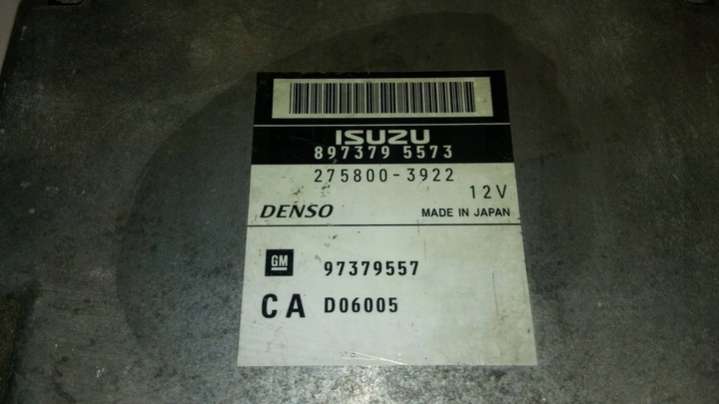 ISUZU
897379 5573
275800-3922
12V
DENSO MADE IN JAPAN
GM 97379557
CA D06005